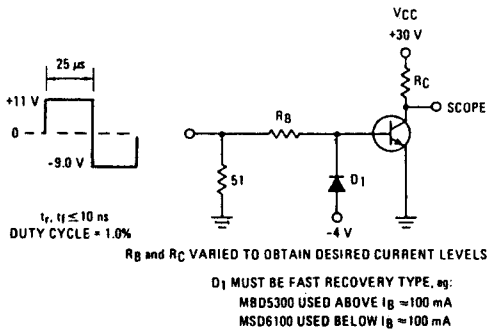 VCC
+30 V
25 µs
RC
+11 V
SCOPE
RB
0
51
D1
-9.0 V
-4 V
tr, tf ≤ 10 ns
DUTY CYCLE = 1.0%
RB and RC VARIED TO OBTAIN DESIRED CURRENT LEVELS
D1 MUST BE FAST RECOVERY TYPE, eg:
MBD5300 USED ABOVE IB ≈100 mA
MSD6100 USED BELOW IB ≈100 mA